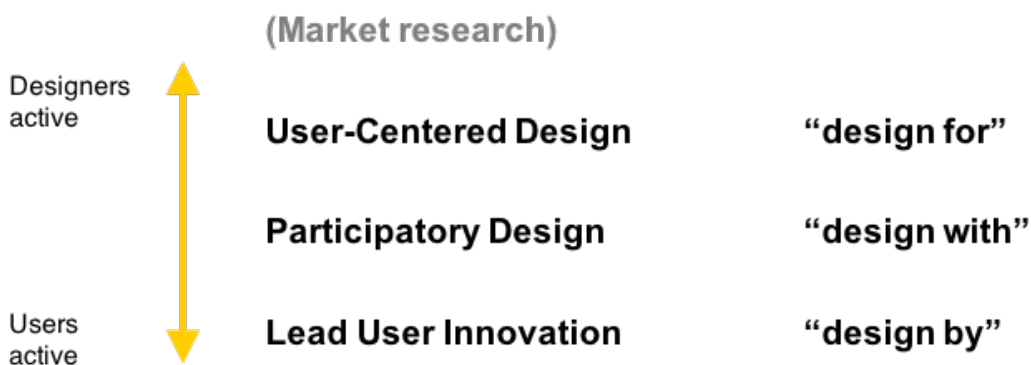 (Market research)
Designers
active
User-Centered Design “design for”
Participatory Design “design with”
Users
active
Lead User Innovation “design by”